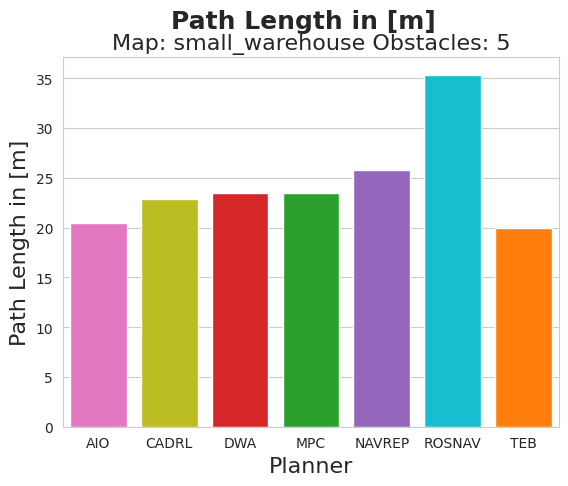 Path Length in [m]
Map: small_warehouse Obstacles: 5
Path Length in [m]
35
30
25
20
15
10
5
0
AIO CADRL DWA MPC NAVREP ROSNAV TEB
Planner